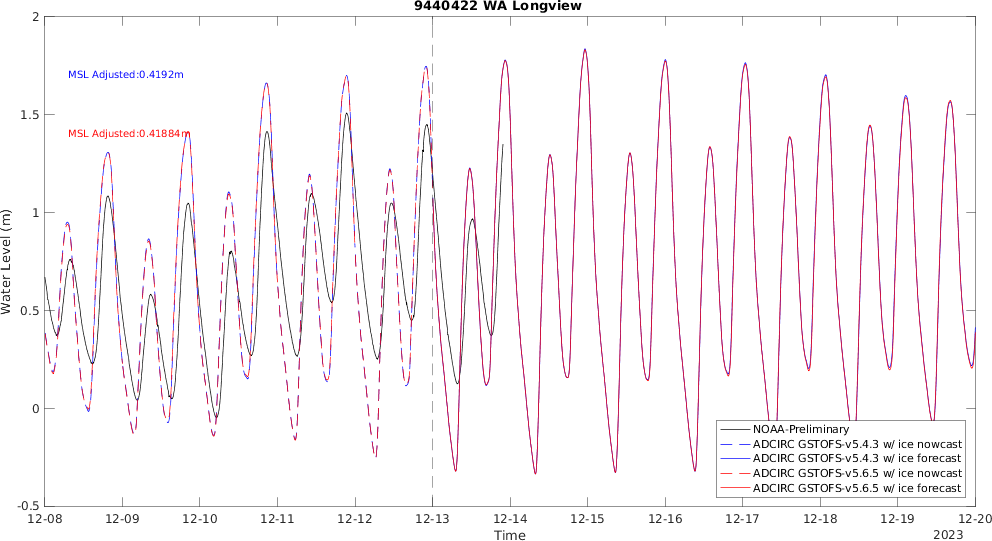 9440422 WA Longview
2
1.5
1
0.5
0
-0.5
Water Level (m)
MSL Adjusted:0.4192m
MSL Adjusted:0.41884m
NOAA-Preliminary
ADCIRC GSTOFS-v5.4.3 w/ ice nowcast
ADCIRC GSTOFS-v5.4.3 w/ ice forecast
ADCIRC GSTOFS-v5.6.5 w/ ice nowcast
ADCIRC GSTOFS-v5.6.5 w/ ice forecast
12-08 12-09 12-10 12-11 12-12 12-13 12-14 12-15 12-16 12-17 12-18 12-19 12-20
Time
2023